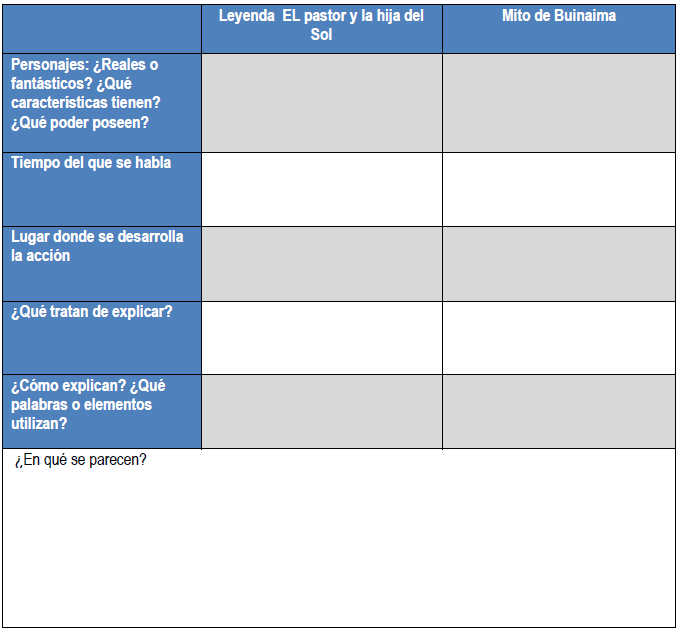 Leyenda EL pastor y la hija del
Sol
Mito de Buinaima
Personajes: ¿Reales o
fantásticos? ¿Qué
características tienen?
¿Qué poder poseen?
Tiempo del que se habla
Lugar donde se desarrolla
la acción
¿Qué tratan de explicar?
¿Cómo explican? ¿Qué
palabras o elementos
utilizan?
¿En qué se parecen?